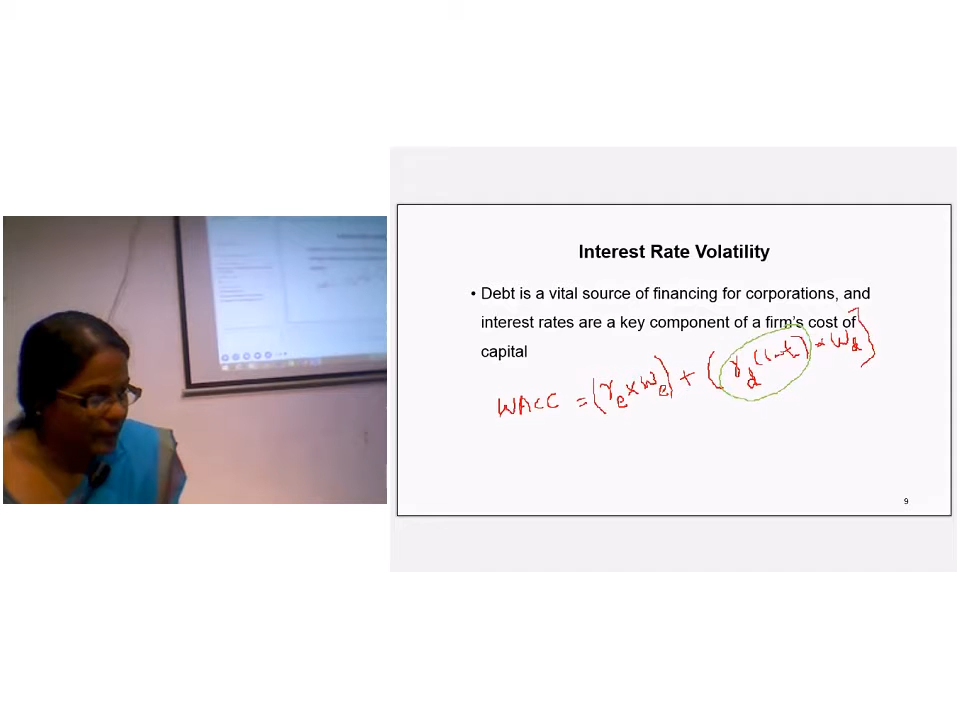 Interest Rate Volatility
• Debt is a vital source of financing for corporations, and
interest rates are a key component of a firm's cost of
capital
WACC = (re × We) + (rd (1-t) × Wd)
9